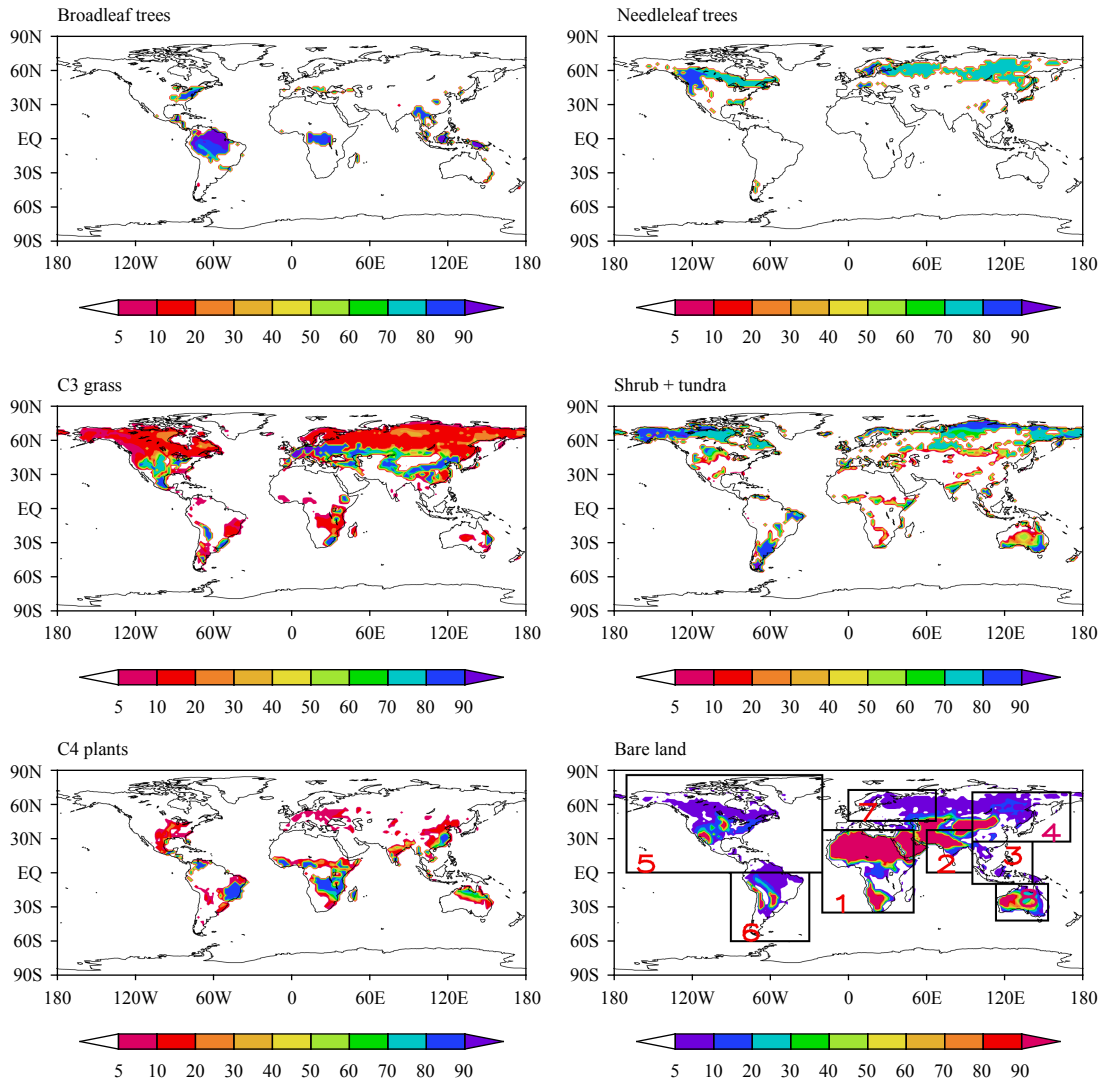 Broadleaf trees
Needleleaf trees
90N
60N
30N
EQ
30S
60S
90S
180 120W 60W 0 60E 120E 180
5 10 20 30 40 50 60 70 80 90
90N
60N
30N
EQ
30S
60S
90S
180 120W 60W 0 60E 120E 180
5 10 20 30 40 50 60 70 80 90
C3 grass
Shrub + tundra
90N
60N
30N
EQ
30S
60S
90S
180 120W 60W 0 60E 120E 180
5 10 20 30 40 50 60 70 80 90
90N
60N
30N
EQ
30S
60S
90S
180 120W 60W 0 60E 120E 180
5 10 20 30 40 50 60 70 80 90
C4 plants
Bare land
90N
60N
30N
EQ
30S
60S
90S
180 120W 60W 0 60E 120E 180
5 10 20 30 40 50 60 70 80 90
90N
60N
30N
EQ
30S
60S
90S
7
4
5
2
3
1
8
6
180 120W 60W 0 60E 120E 180
5 10 20 30 40 50 60 70 80 90